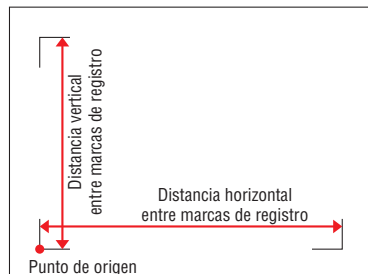 Distancia vertical
entre marcas de registro
Distancia horizontal
entre marcas de registro
Punto de origen